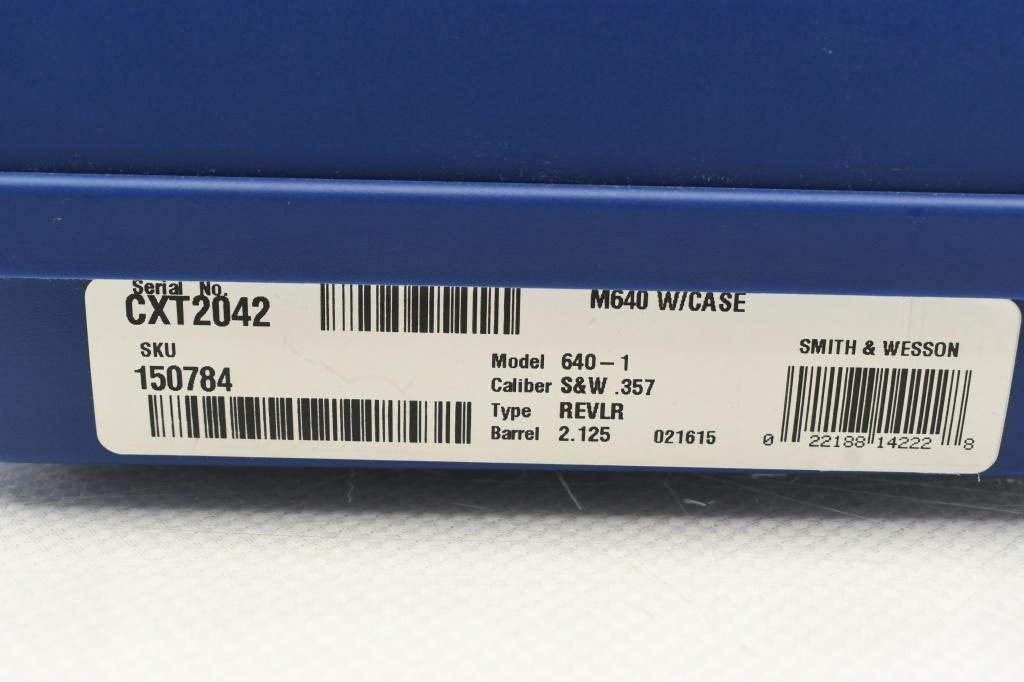 Serial No.
CXT2042
M640 W/CASE
SKU
150784
Model 640-1
Caliber S&W .357
Type REVLR
Barrel 2.125
021615
SMITH & WESSON
0 22188 14222 8